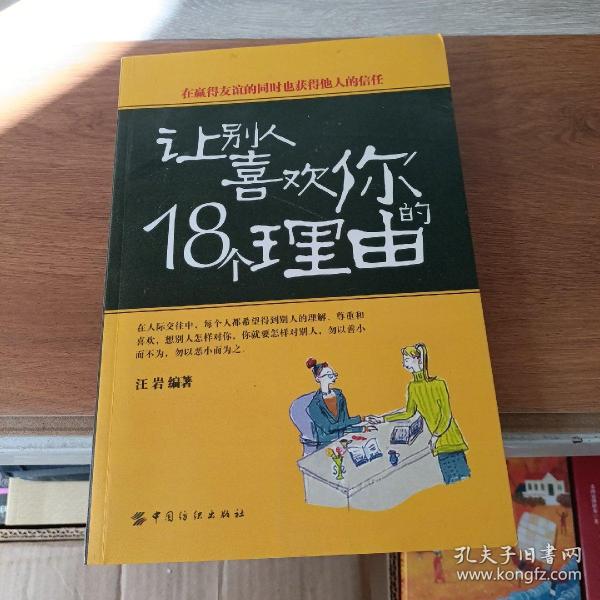 在赢得友谊的同时也获得他人的信任
让别人
喜欢你的
18个理由
在人际交往中，每个人都希望得到别人的理解、尊重和
喜欢，想别人怎样对你，你就要怎样对别人，勿以善小
而不为，勿以恶小而为之。
汪岩 编著
中国纺织出版社
孔夫子旧书网
www.kongfz.com